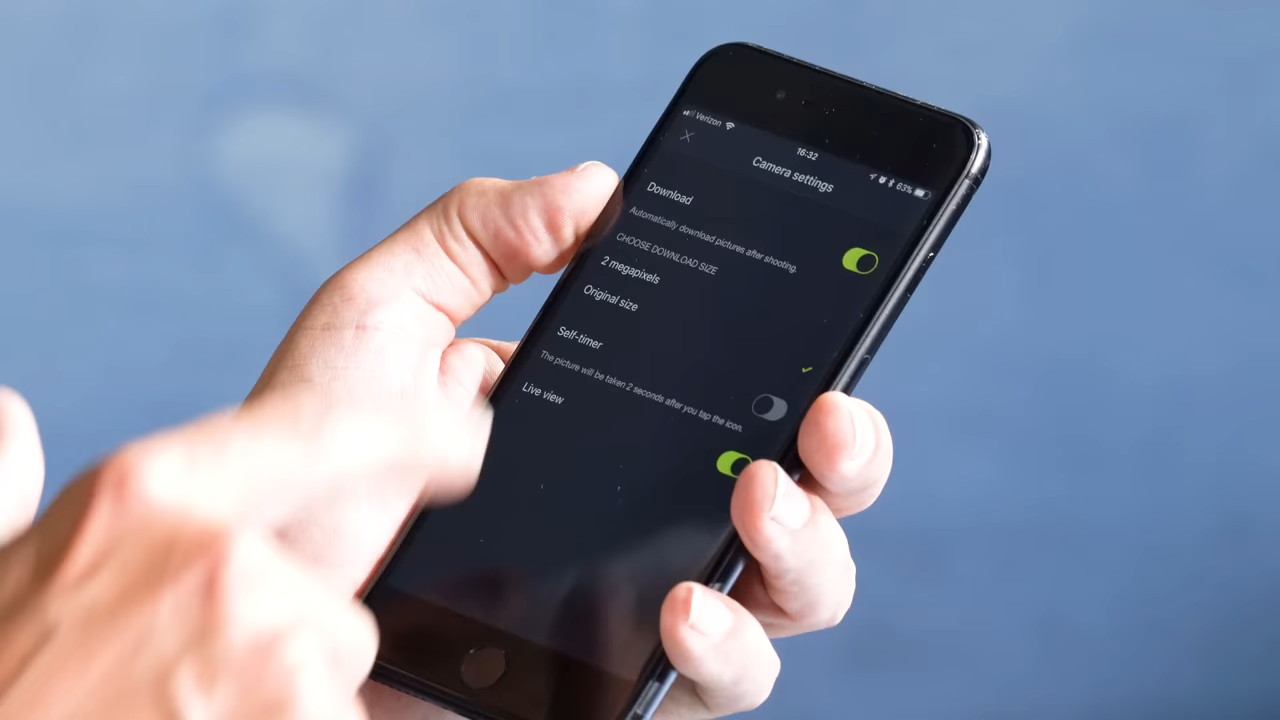 Verizon
16:32
63%
Camera settings
Download
Automatically download pictures after shooting.
CHOOSE DOWNLOAD SIZE
2 megapixels
Original size
Self-timer
The picture will be taken 2 seconds after you tap the icon.
Live view